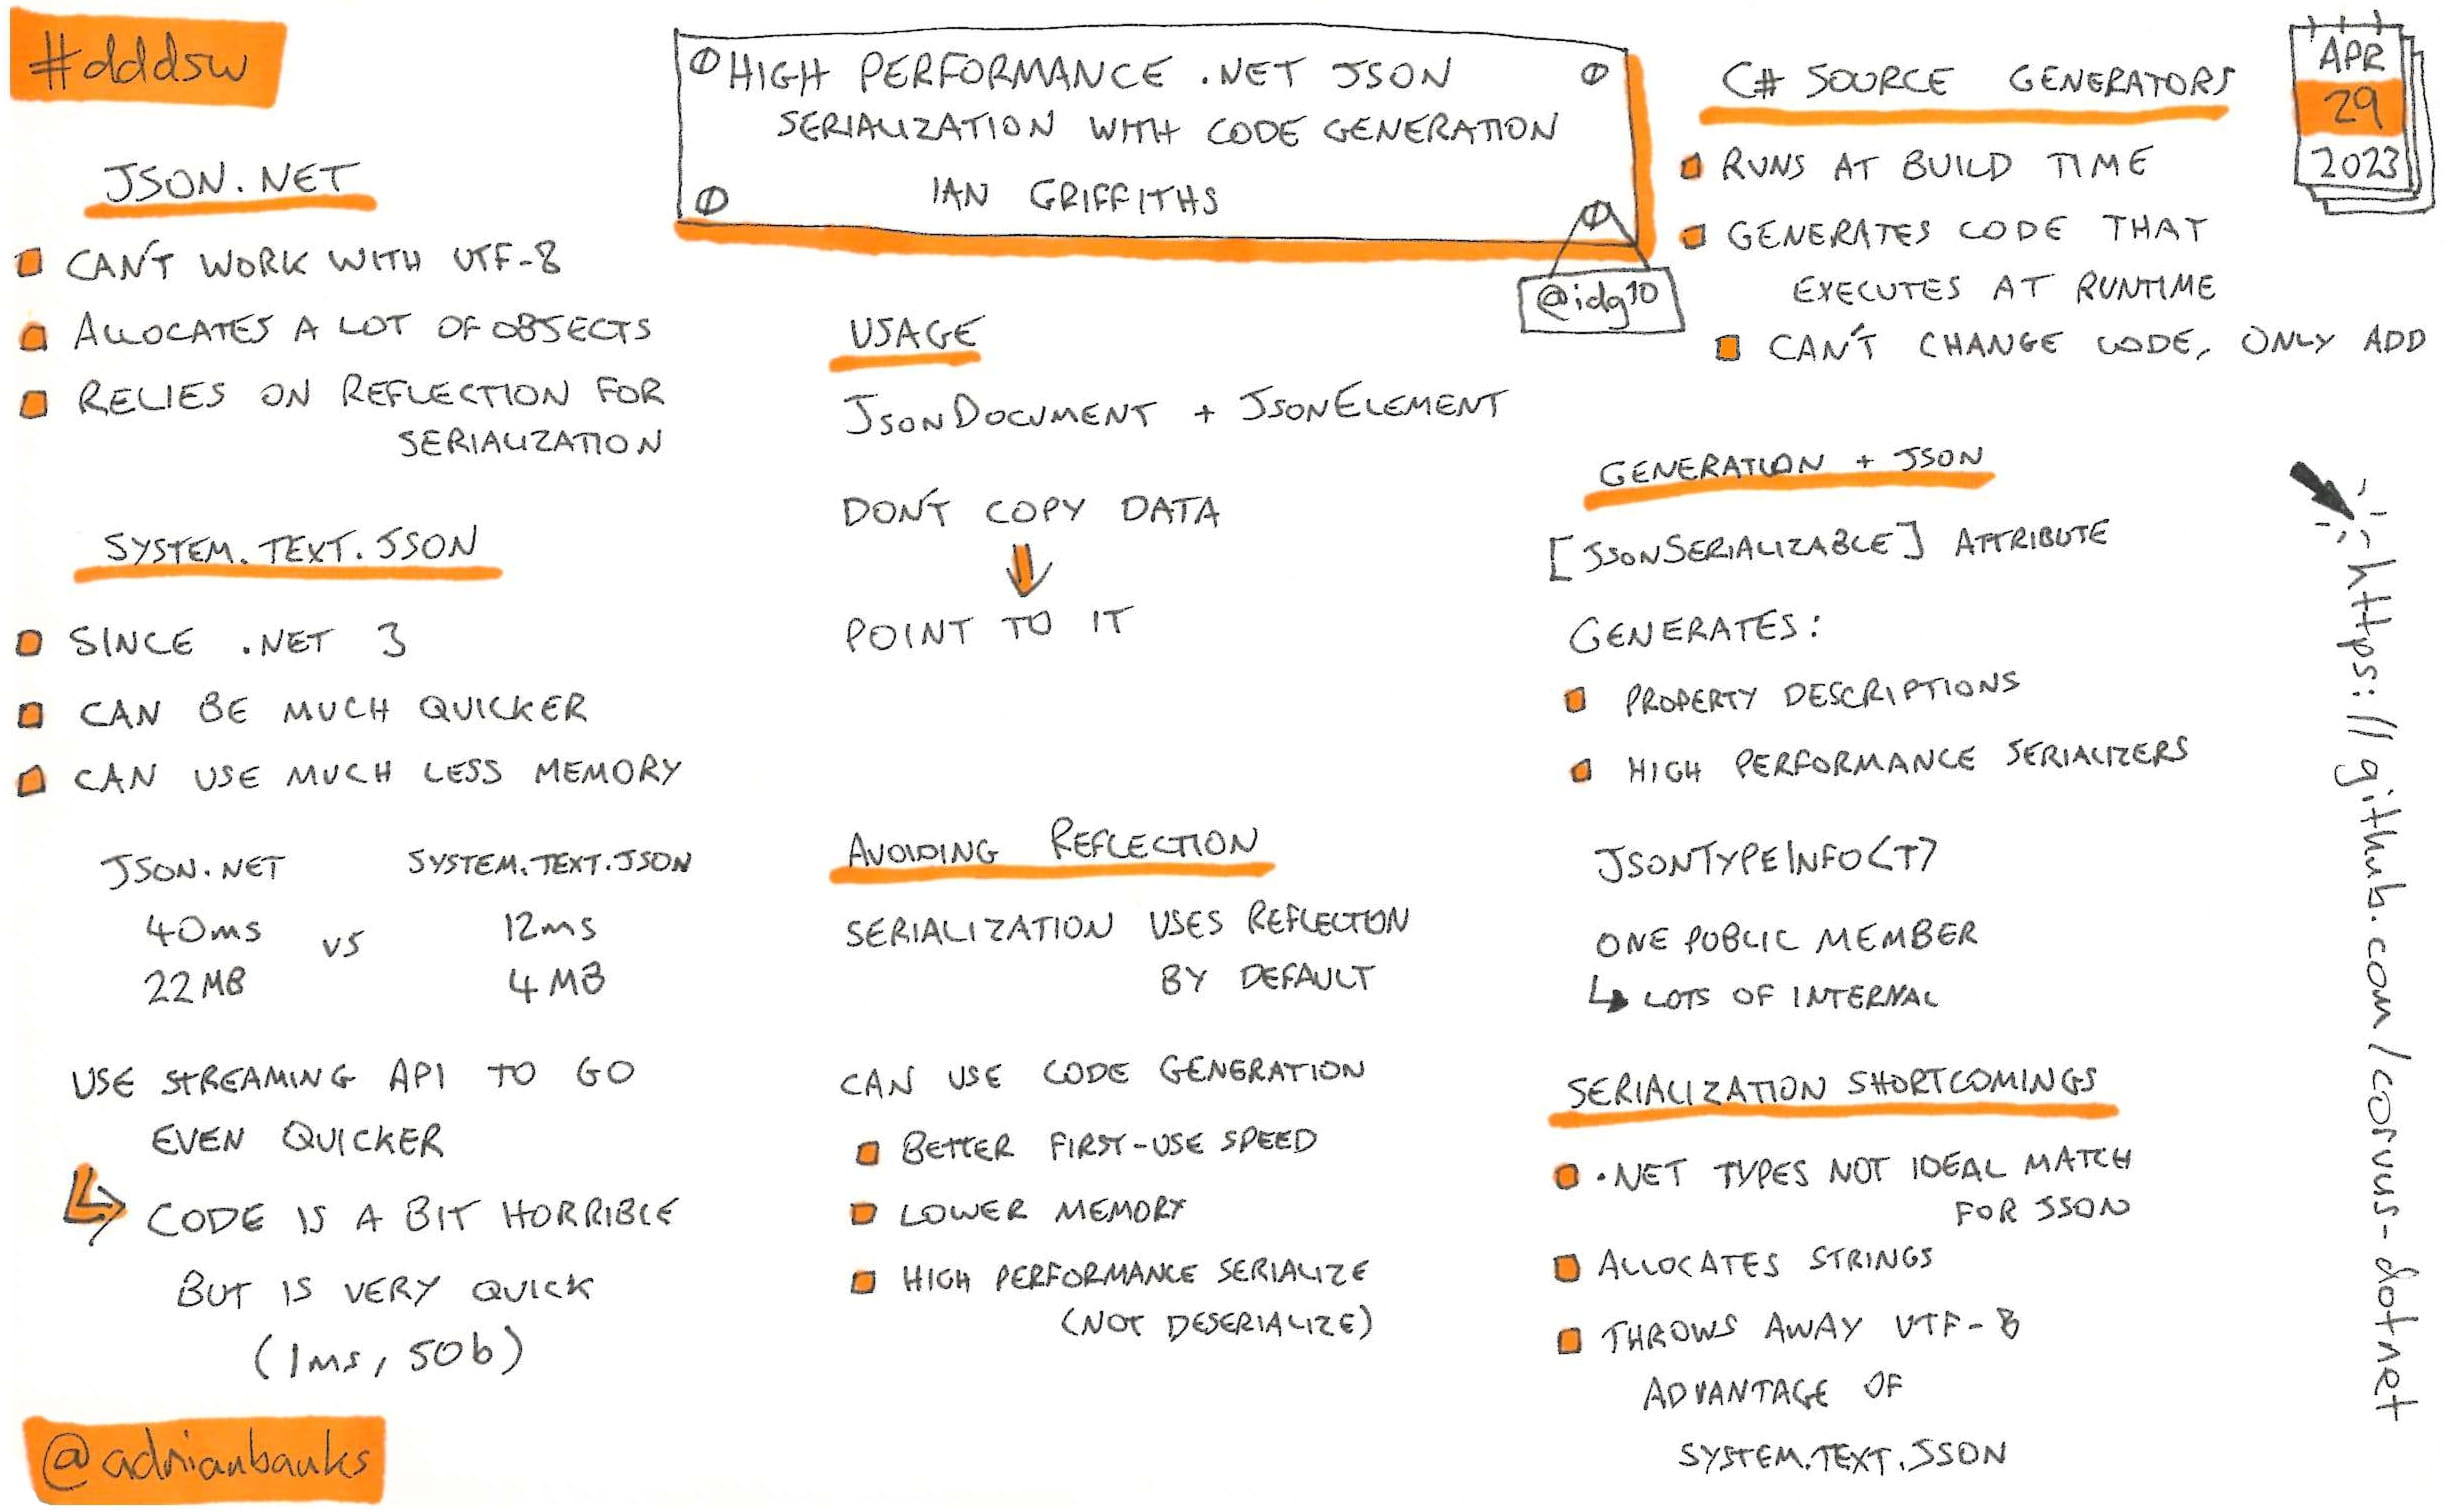 #dddsw
HIGH PERFORMANCE .NET JSON
SERIALIZATION WITH CODE GENERATION
IAN GRIFFITHS
@idg10
APR
29
2023
JSON.NET
CAN'T WORK WITH UTF-8
ALLOCATES A LOT OF OBJECTS
RELIES ON REFLECTION FOR
SERIALIZATION
SYSTEM.TEXT.JSON
SINCE .NET 3
CAN BE MUCH QUICKER
CAN USE MUCH LESS MEMORY
JSON.NET SYSTEM.TEXT.JSON
40ms vs 12ms
22MB 4MB
USE STREAMING API TO GO
EVEN QUICKER
CODE IS A BIT HORRIBLE
BUT IS VERY QUICK
(1ms, 50b)
@adrianbanks
USAGE
JSONDOCUMENT + JSONELEMENT
DON'T COPY DATA
POINT TO IT
AVOIDING REFLECTION
SERIALIZATION USES REFLECTION
BY DEFAULT
CAN USE CODE GENERATION
BETTER FIRST-USE SPEED
LOWER MEMORY
HIGH PERFORMANCE SERIALIZE
(NOT DESERIALIZE)
C# SOURCE GENERATORS
RUNS AT BUILD TIME
GENERATES CODE THAT
EXECUTES AT RUNTIME
CAN'T CHANGE CODE, ONLY ADD
GENERATION + JSON
[JSONSERIALIZABLE] ATTRIBUTE
GENERATES:
PROPERTY DESCRIPTIONS
HIGH PERFORMANCE SERIALIZERS
JSONTYPEINFO<T>
ONE PUBLIC MEMBER
LOTS OF INTERNAL
SERIALIZATION SHORTCOMINGS
.NET TYPES NOT IDEAL MATCH
FOR JSON
ALLOCATES STRINGS
THROWS AWAY UTF-8
ADVANTAGE OF
SYSTEM.TEXT.JSON
https://github.com/corvus-dotnet